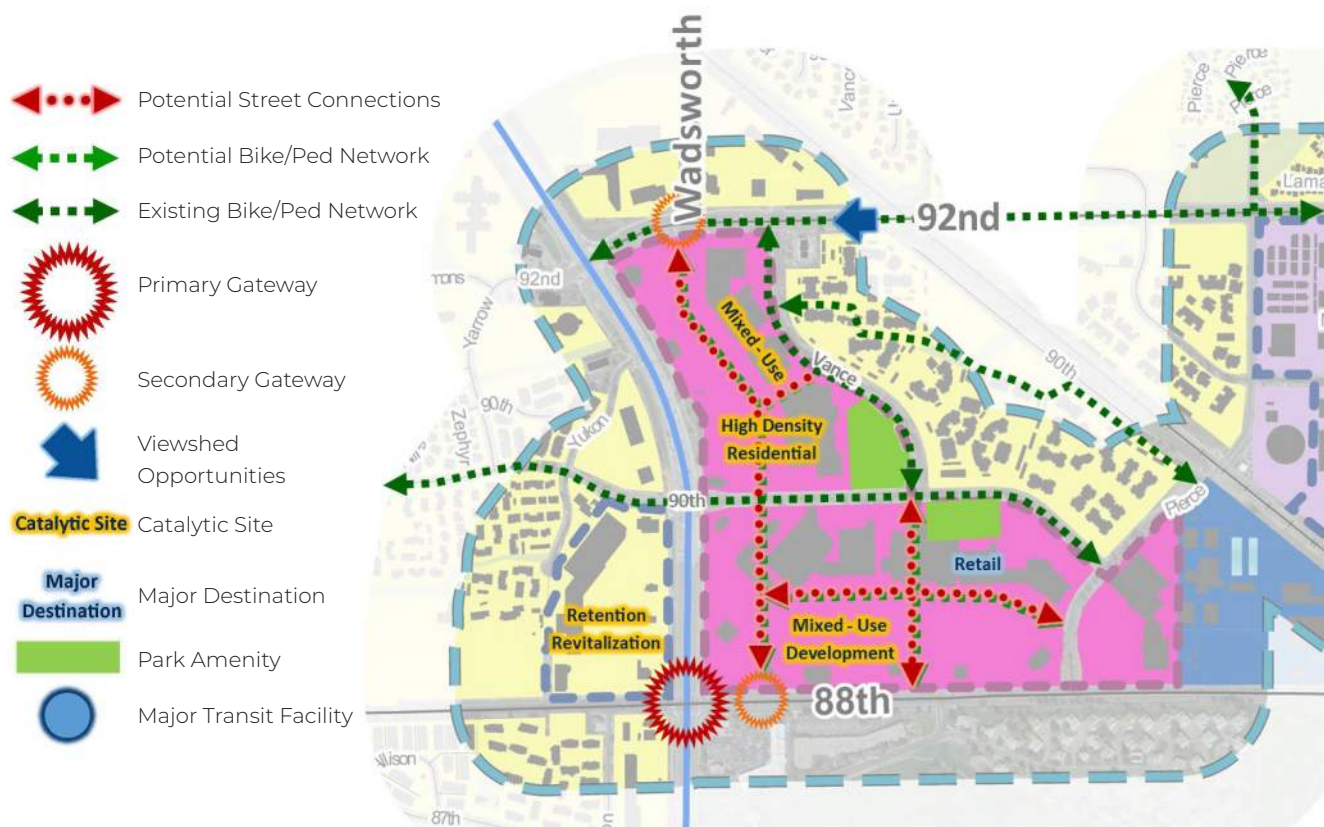 Potential Street Connections
Potential Bike/Ped Network
Existing Bike/Ped Network
Primary Gateway
Secondary Gateway
Viewshed
Opportunities
Catalytic Site
Catalytic Site
Major
Destination
Major Destination
Park Amenity
Major Transit Facility
Wadsworth
Vance
Pierce
Pierce
Pierce
92nd
92nd
Yarrow
90th
Zephyr
Yukon
Mixed - Use
Vance
High Density
Residential
90th
90th
Pierce
Retail
Retention
Revitalization
Mixed - Use
Development
88th
87th